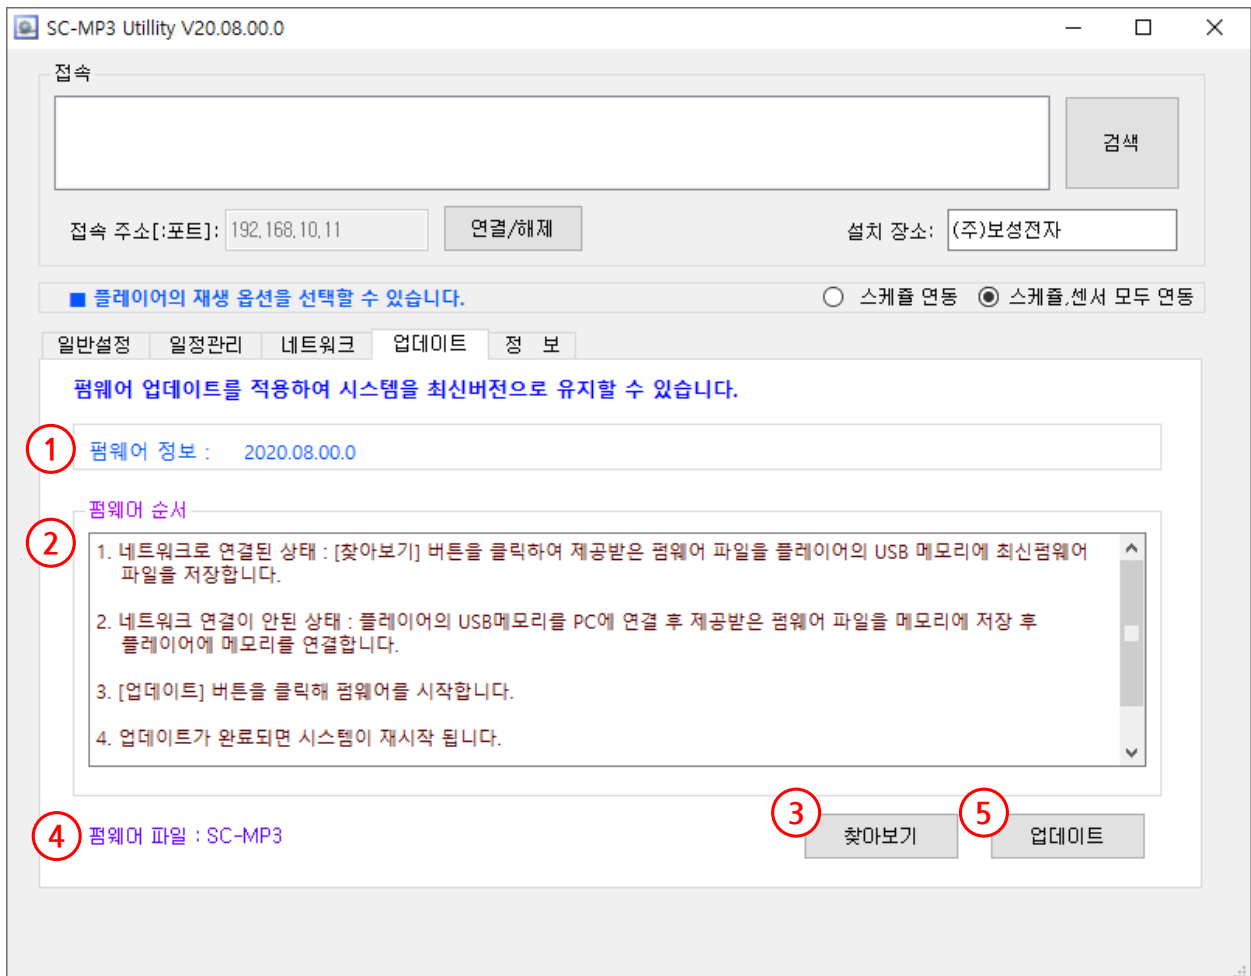 SC-MP3 Utillity V20.08.00.0
접속
검색
접속 주소[:포트]: 192,168,10,11 연결/해제 설치 장소: (주)보성전자
■ 플레이어의 재생 옵션을 선택할 수 있습니다. 스케쥴 연동 스케쥴,센서 모두 연동
일반설정 일정관리 네트워크 업데이트 정 보
펌웨어 업데이트를 적용하여 시스템을 최신버전으로 유지할 수 있습니다.
1 펌웨어 정보 : 2020.08.00.0
펌웨어 순서
2
1. 네트워크로 연결된 상태 : [찾아보기] 버튼을 클릭하여 제공받은 펌웨어 파일을 플레이어의 USB 메모리에 최신펌웨어
파일을 저장합니다.
2. 네트워크 연결이 안된 상태 : 플레이어의 USB메모리를 PC에 연결 후 제공받은 펌웨어 파일을 메모리에 저장 후
플레이어에 메모리를 연결합니다.
3. [업데이트] 버튼을 클릭해 펌웨어를 시작합니다.
4. 업데이트가 완료되면 시스템이 재시작 됩니다.
4 펌웨어 파일 : SC-MP3 3 찾아보기 5 업데이트